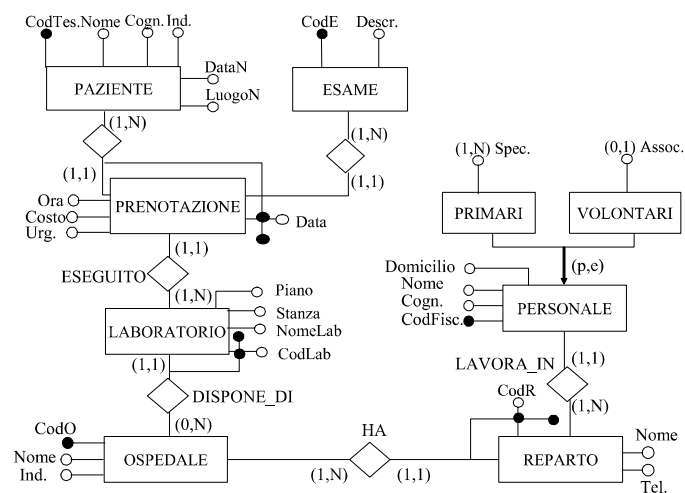 CodTes. Nome Cogn. Ind.
CodE Descr.
PAZIENTE
DataN
LuogoN
ESAME
(1,N)
(1,N)
(1,N) Spec.
(0,1) Assoc.
(1,1)
(1,1)
Ora
Costo
Urg.
PRENOTAZIONE
Data
PRIMARI
VOLONTARI
(1,1)
ESEGUITO
(1,N)
(p,e)
Domicilio
Nome
Cogn.
CodFisc.
PERSONALE
Piano
Stanza
NomeLab
CodLab
LABORATORIO
(1,1)
DISPONE_DI
(0,N)
LAVORA_IN
(1,1)
(1,N)
CodR
CodO
Nome
Ind.
OSPEDALE
HA
(1,N)
(1,1)
REPARTO
Nome
Tel.